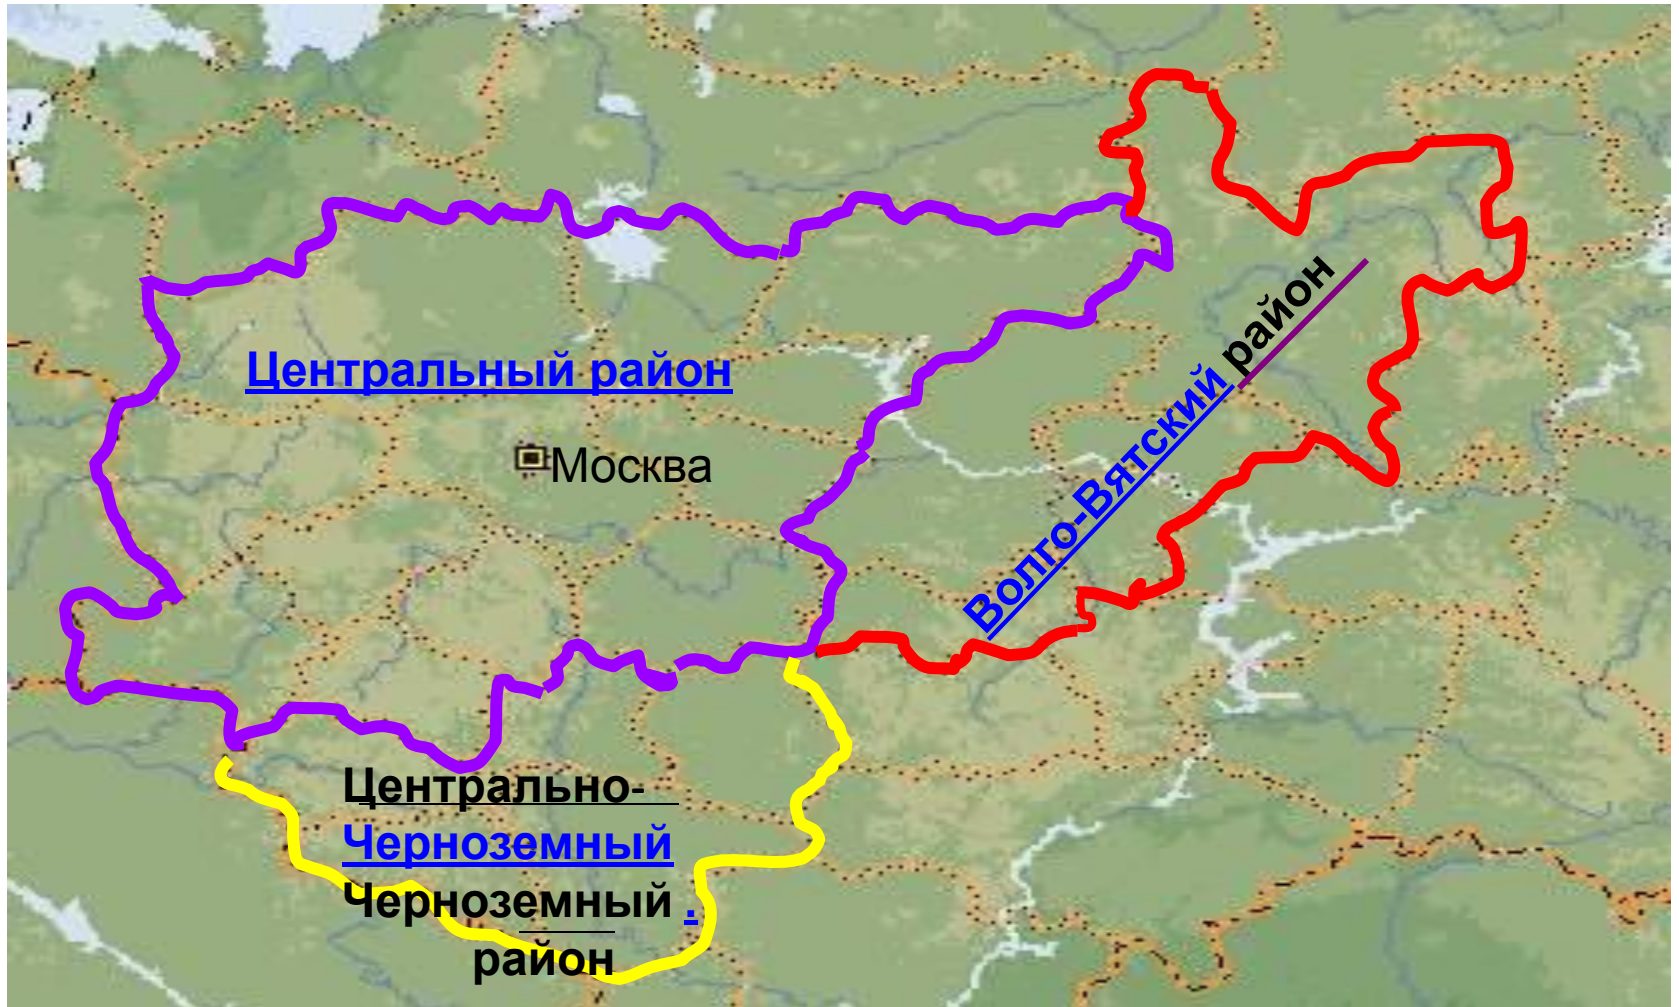 Центральный район
Москва
Волго-Вятский район
Центрально-
Черноземный
Черноземный .
район